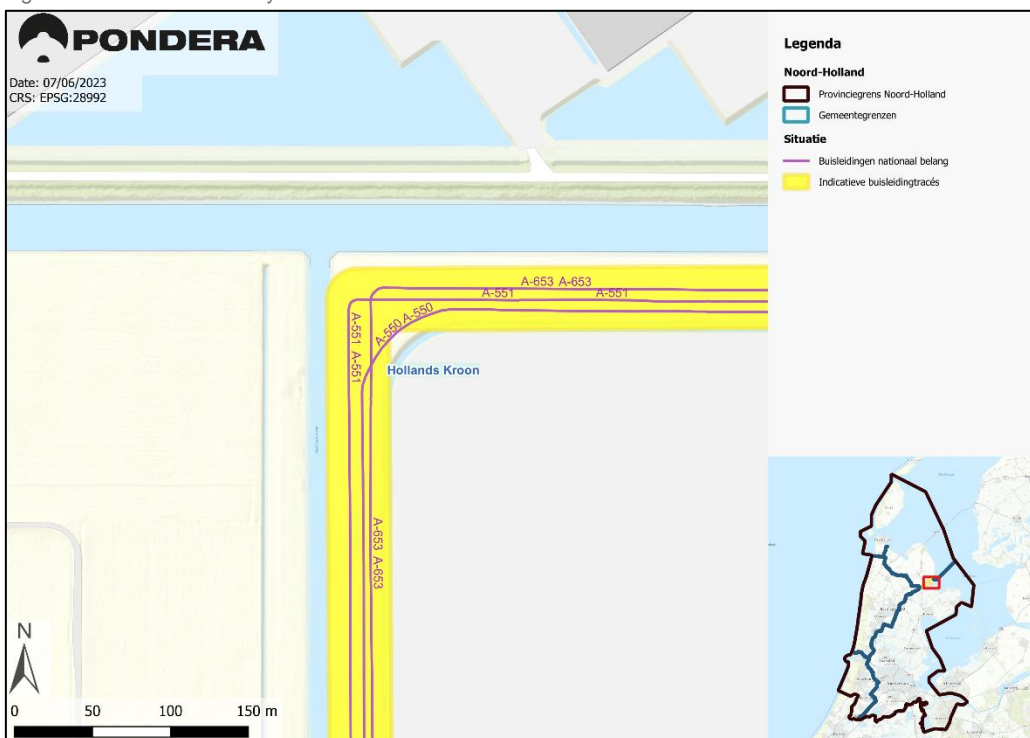 PONDERA
Date: 07/06/2023
CRS: EPSG:28992
Legenda
Noord-Holland
Provinciegrens Noord-Holland
Gemeentegrenzen
Situatie
Buisleidingen nationaal belang
Indicatieve buisleidingtracés
A-653 A-653
A-551 A-551
A-550 A-550
A-551 A-551
Hollands Kroon
A-653 A-653
N
0 50 100 150 m